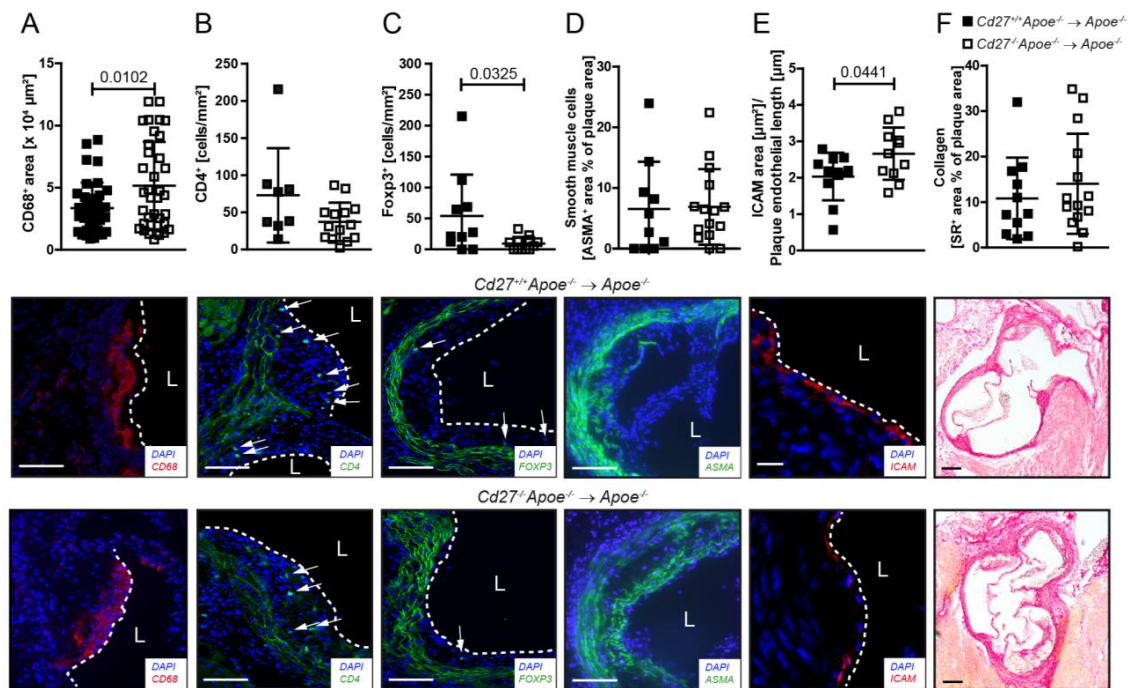 A B C D E F
■ Cd27+/+Apoe-/- → Apoe-/-
□ Cd27-/-Apoe-/- → Apoe-/-
CD68+ area [x 10⁴ µm²]
15
10
5
0
0.0102
CD4+ [cells/mm²]
250
200
150
100
50
0
Foxp3+ [cells/mm²]
300
200
100
0
0.0325
Smooth muscle cells
[ASMA+ area % of plaque area]
30
20
10
0
ICAM area [µm²]/
Plaque endothelial length [µm]
5
4
3
2
1
0
0.0441
Collagen
[SR+ area % of plaque area]
40
30
20
10
0
Cd27+/+Apoe-/- → Apoe-/-
L
DAPI
CD68
L
L
DAPI
CD4
L
DAPI
FOXP3
L
DAPI
ASMA
L
DAPI
ICAM
Cd27-/-Apoe-/- → Apoe-/-
L
DAPI
CD68
L
DAPI
CD4
L
DAPI
FOXP3
L
DAPI
ASMA
L
DAPI
ICAM